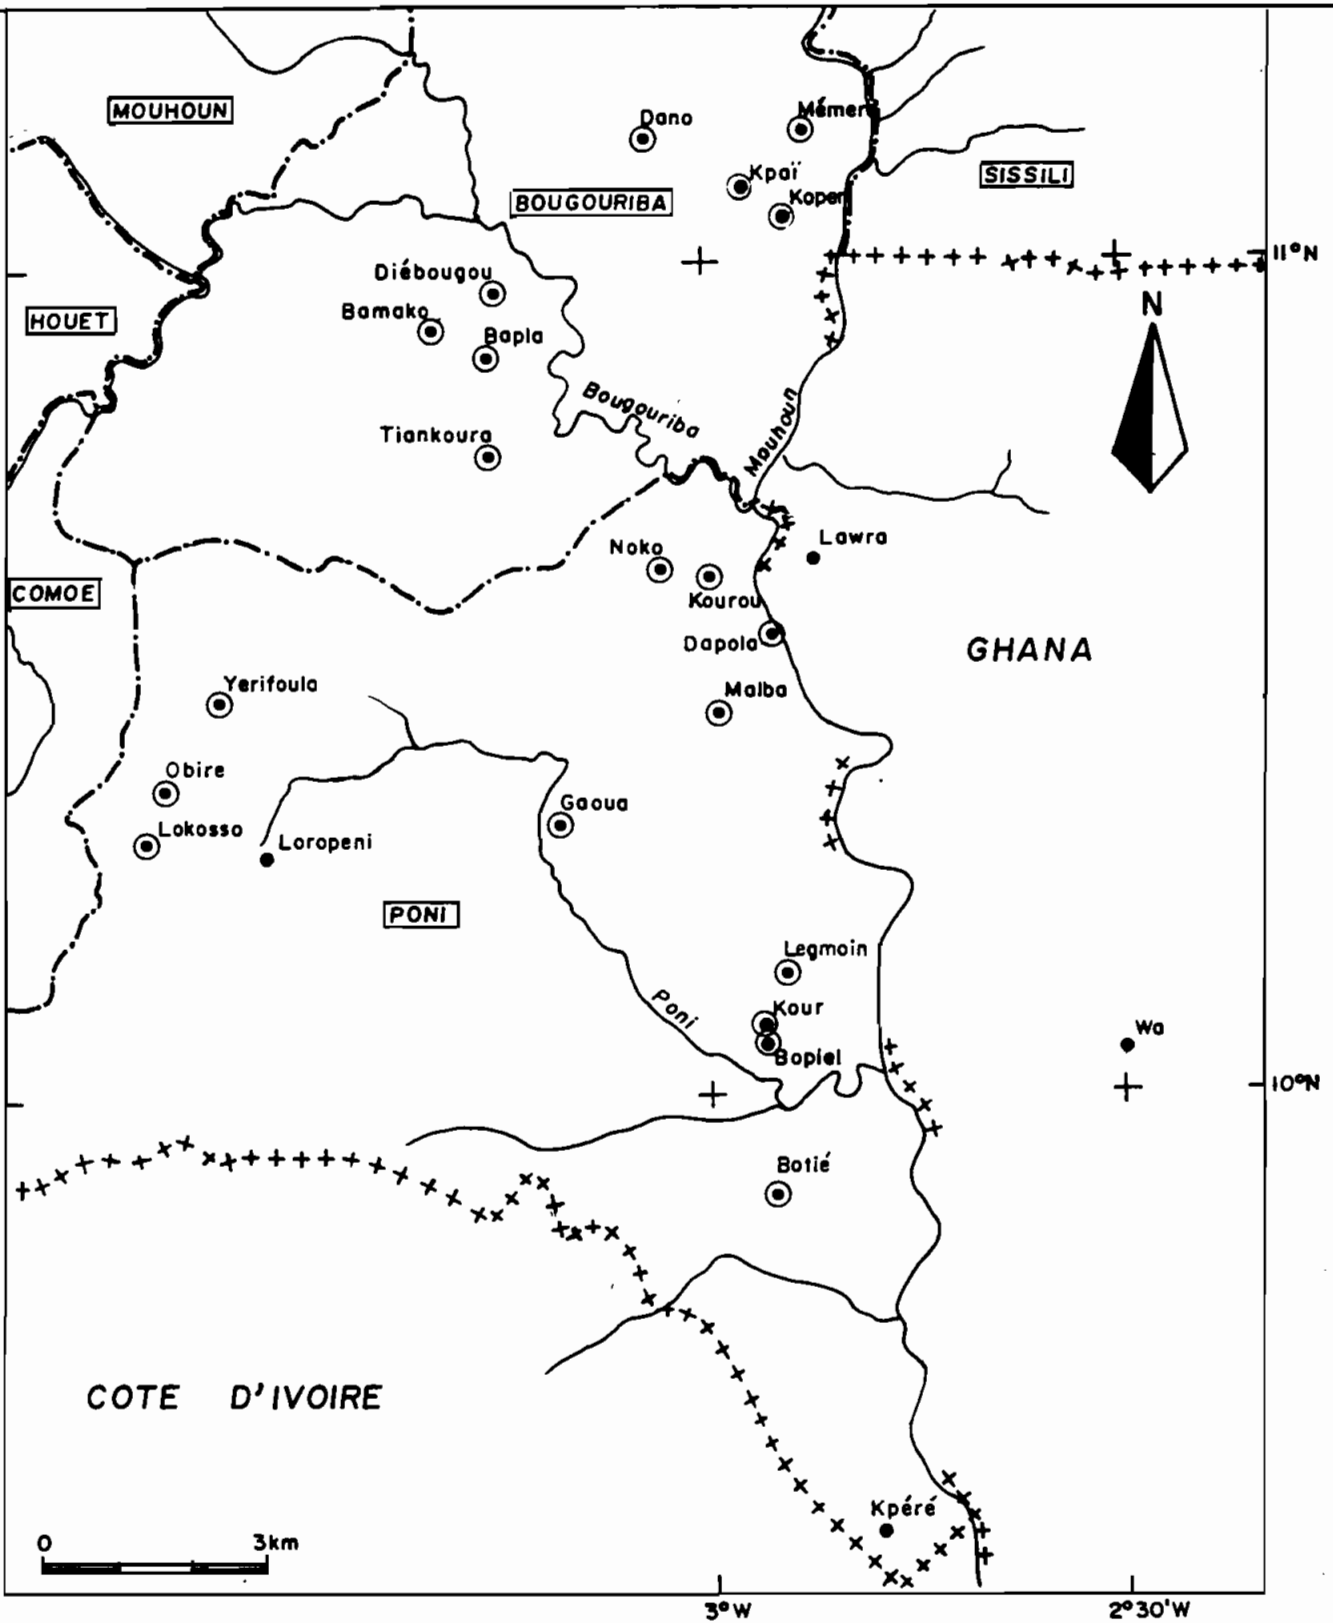 MOUHOUN
Dano
Mémer
Kpaï
SISSILI
BOUGOURIBA
Koper
11°N
Diébougou
N
Bamako
HOUET
Bapla
Bougouriba
Mouhoun
Tiankoura
Lawra
Noko
COMOE
Kourou
Dapola
GHANA
Yerifoula
Malba
Obire
Gaoua
Lokosso
Loropeni
PONI
Legmoin
Poni
Kour
Wa
Bopiel
10°N
Botié
COTE D'IVOIRE
Kpéré
0 3km
3°W
2°30'W